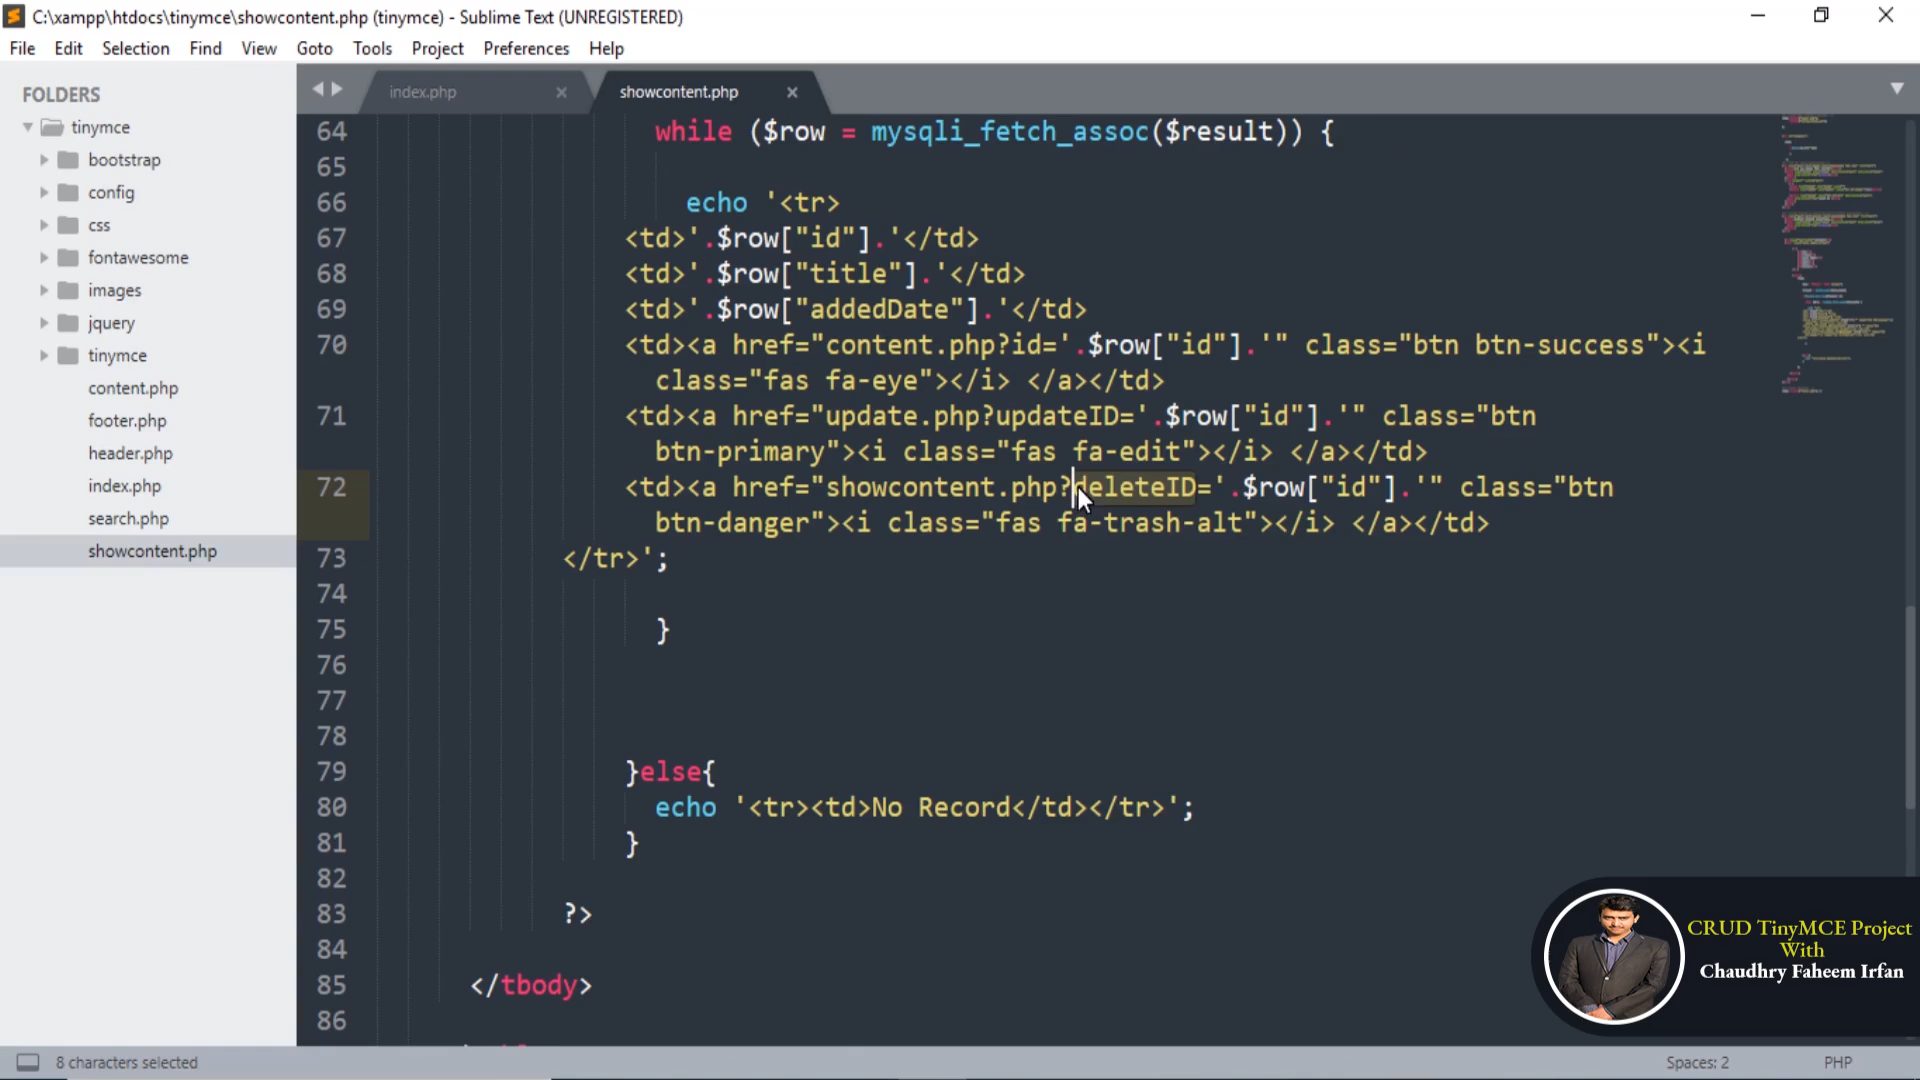 C:\xampp\htdocs\tinymce\showcontent.php (tinymce) - Sublime Text (UNREGISTERED)
File Edit Selection Find View Goto Tools Project Preferences Help
FOLDERS
tinymce
bootstrap
config
css
fontawesome
images
jquery
tinymce
content.php
footer.php
header.php
index.php
search.php
showcontent.php
index.php showcontent.php
64 while ($row = mysqli_fetch_assoc($result)) {
65
66 echo '<tr>
67 <td>'.$row["id"].'</td>
68 <td>'.$row["title"].'</td>
69 <td>'.$row["addedDate"].'</td>
70 <td><a href="content.php?id='.$row["id"].'" class="btn btn-success"><i
class="fas fa-eye"></i> </a></td>
71 <td><a href="update.php?updateID='.$row["id"].'" class="btn
btn-primary"><i class="fas fa-edit"></i> </a></td>
72 <td><a href="showcontent.php?deleteID='.$row["id"].'" class="btn
btn-danger"><i class="fas fa-trash-alt"></i> </a></td>
73 </tr>';
74
75 }
76
77
78
79 }else{
80 echo '<tr><td>No Record</td></tr>';
81 }
82
83 ?>
84
85 </tbody>
86
CRUD TinyMCE Project
With
Chaudhry Faheem Irfan
8 characters selected
Spaces: 2
PHP